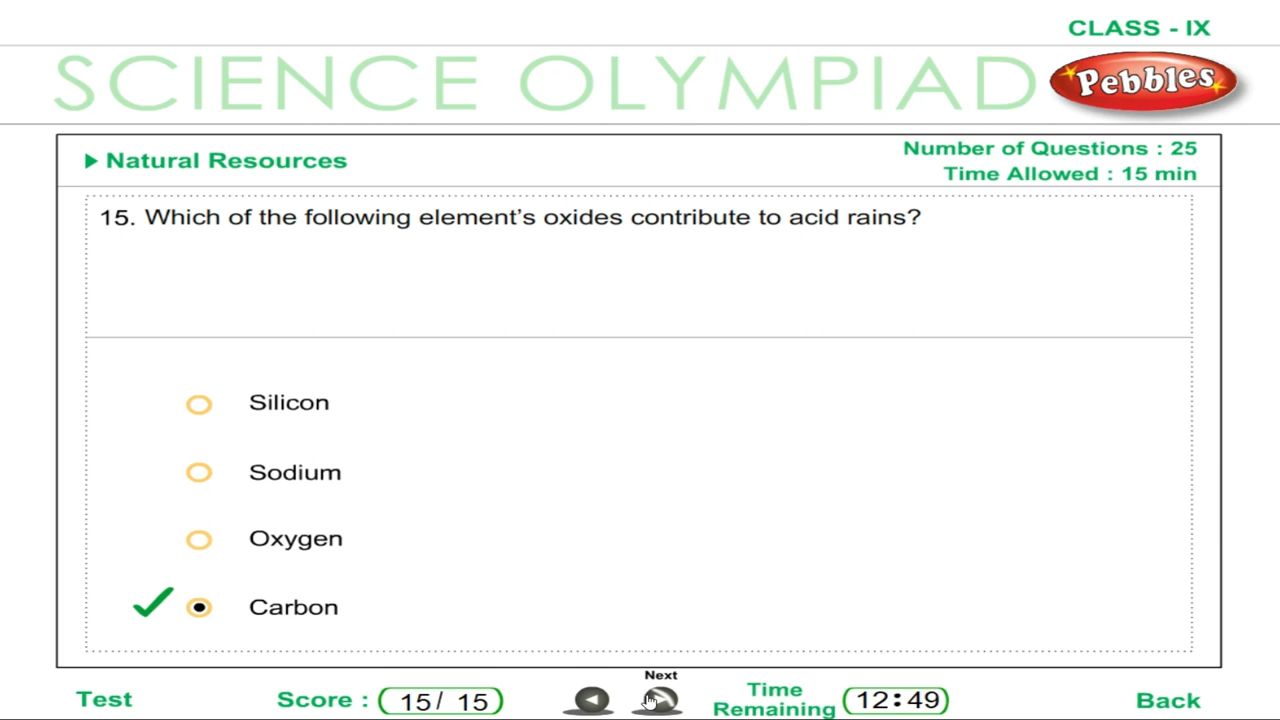 CLASS - IX
SCIENCE OLYMPIAD
Pebbles
Natural Resources
Number of Questions : 25
Time Allowed : 15 min
15. Which of the following element's oxides contribute to acid rains?
Silicon
Sodium
Oxygen
Carbon
Next
Test
Score : 15/ 15
Time Remaining 12:49
Back